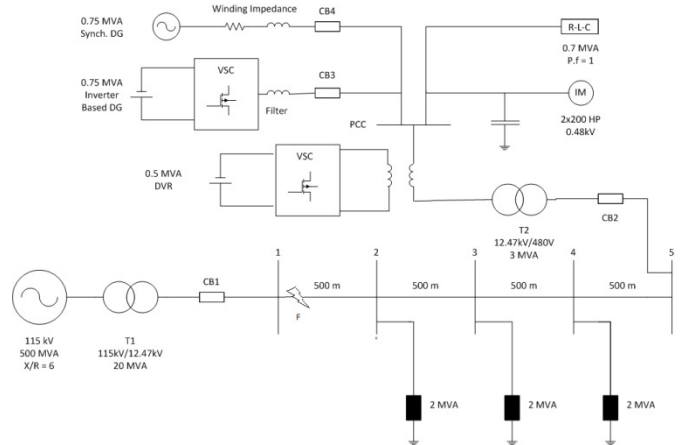 Winding Impedance
CB4
0.75 MVA
Synch. DG
R-L-C
0.7 MVA
P.f = 1
VSC
CB3
0.75 MVA
Inverter
Based DG
Filter
IM
2x200 HP
0.48kV
PCC
VSC
0.5 MVA
DVR
T2
12.47kV/480V
3 MVA
CB2
1
2
3
4
5
CB1
500 m
500 m
500 m
500 m
F
115 kV
500 MVA
X/R = 6
T1
115kV/12.47kV
20 MVA
2 MVA
2 MVA
2 MVA